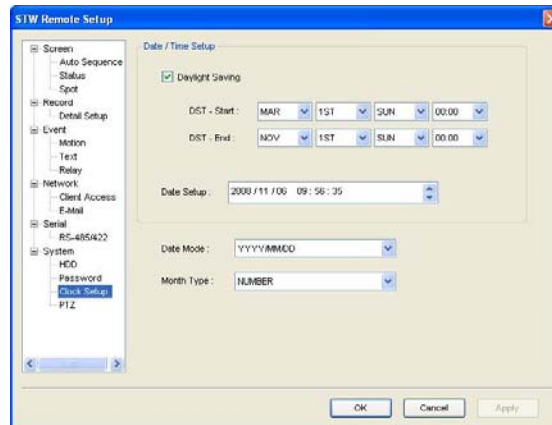 STW Remote Setup
Screen
Auto Sequence
Status
Spot
Record
Detail Setup
Event
Motion
Text
Relay
Network
Client Access
E-Mail
Serial
RS-485/422
System
HDD
Password
Clock Setup
PTZ
Date / Time Setup
Daylight Saving
DST - Start : MAR 1ST SUN 00:00
DST - End : NOV 1ST SUN 00:00
Date Setup : 2008 / 11 / 06 09 : 56 : 35
Date Mode : YYYY/MM/DD
Month Type : NUMBER
OK Cancel Apply